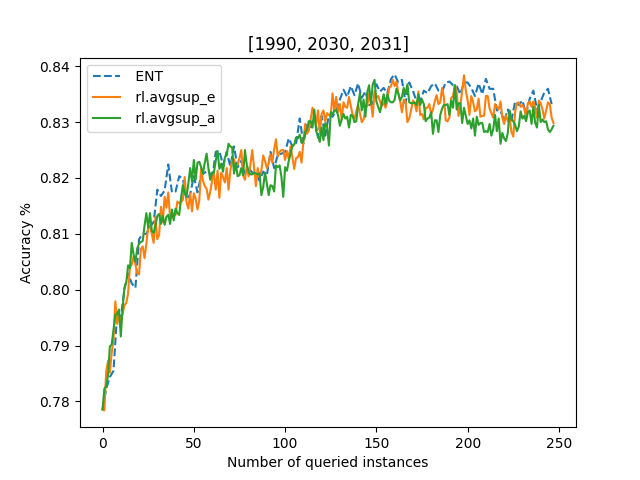 [1990, 2030, 2031]
ENT
rl.avgsup_e
rl.avgsup_a
Accuracy %
0.84
0.83
0.82
0.81
0.80
0.79
0.78
0 50 100 150 200 250
Number of queried instances